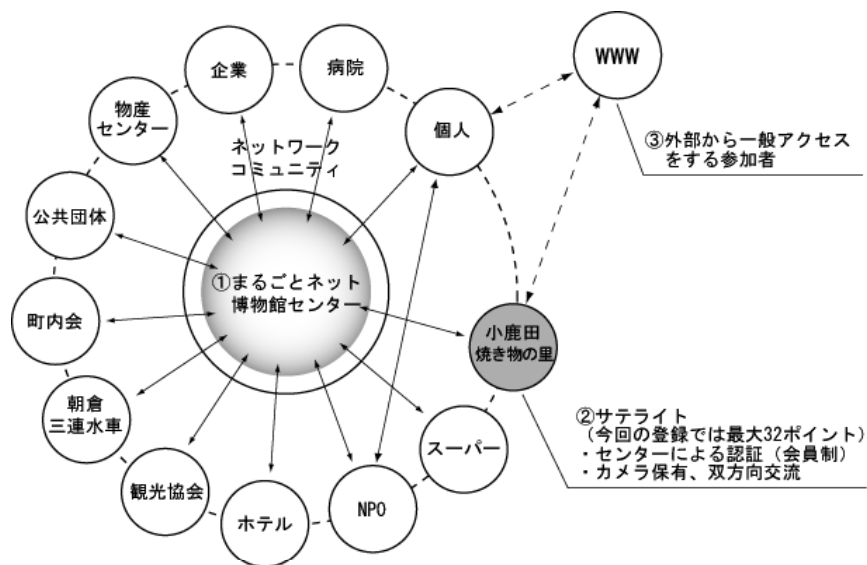 企業
病院
WWW
物産
センター
個人
ネットワーク
コミュニティ
③外部から一般アクセス
をする参加者
公共団体
①まるごとネット
博物館センター
町内会
小鹿田
焼き物の里
朝倉
三連水車
②サテライト
（今回の登録では最大32ポイント）
・センターによる認証（会員制）
・カメラ保有、双方向交流
スーパー
観光協会
ホテル
NPO